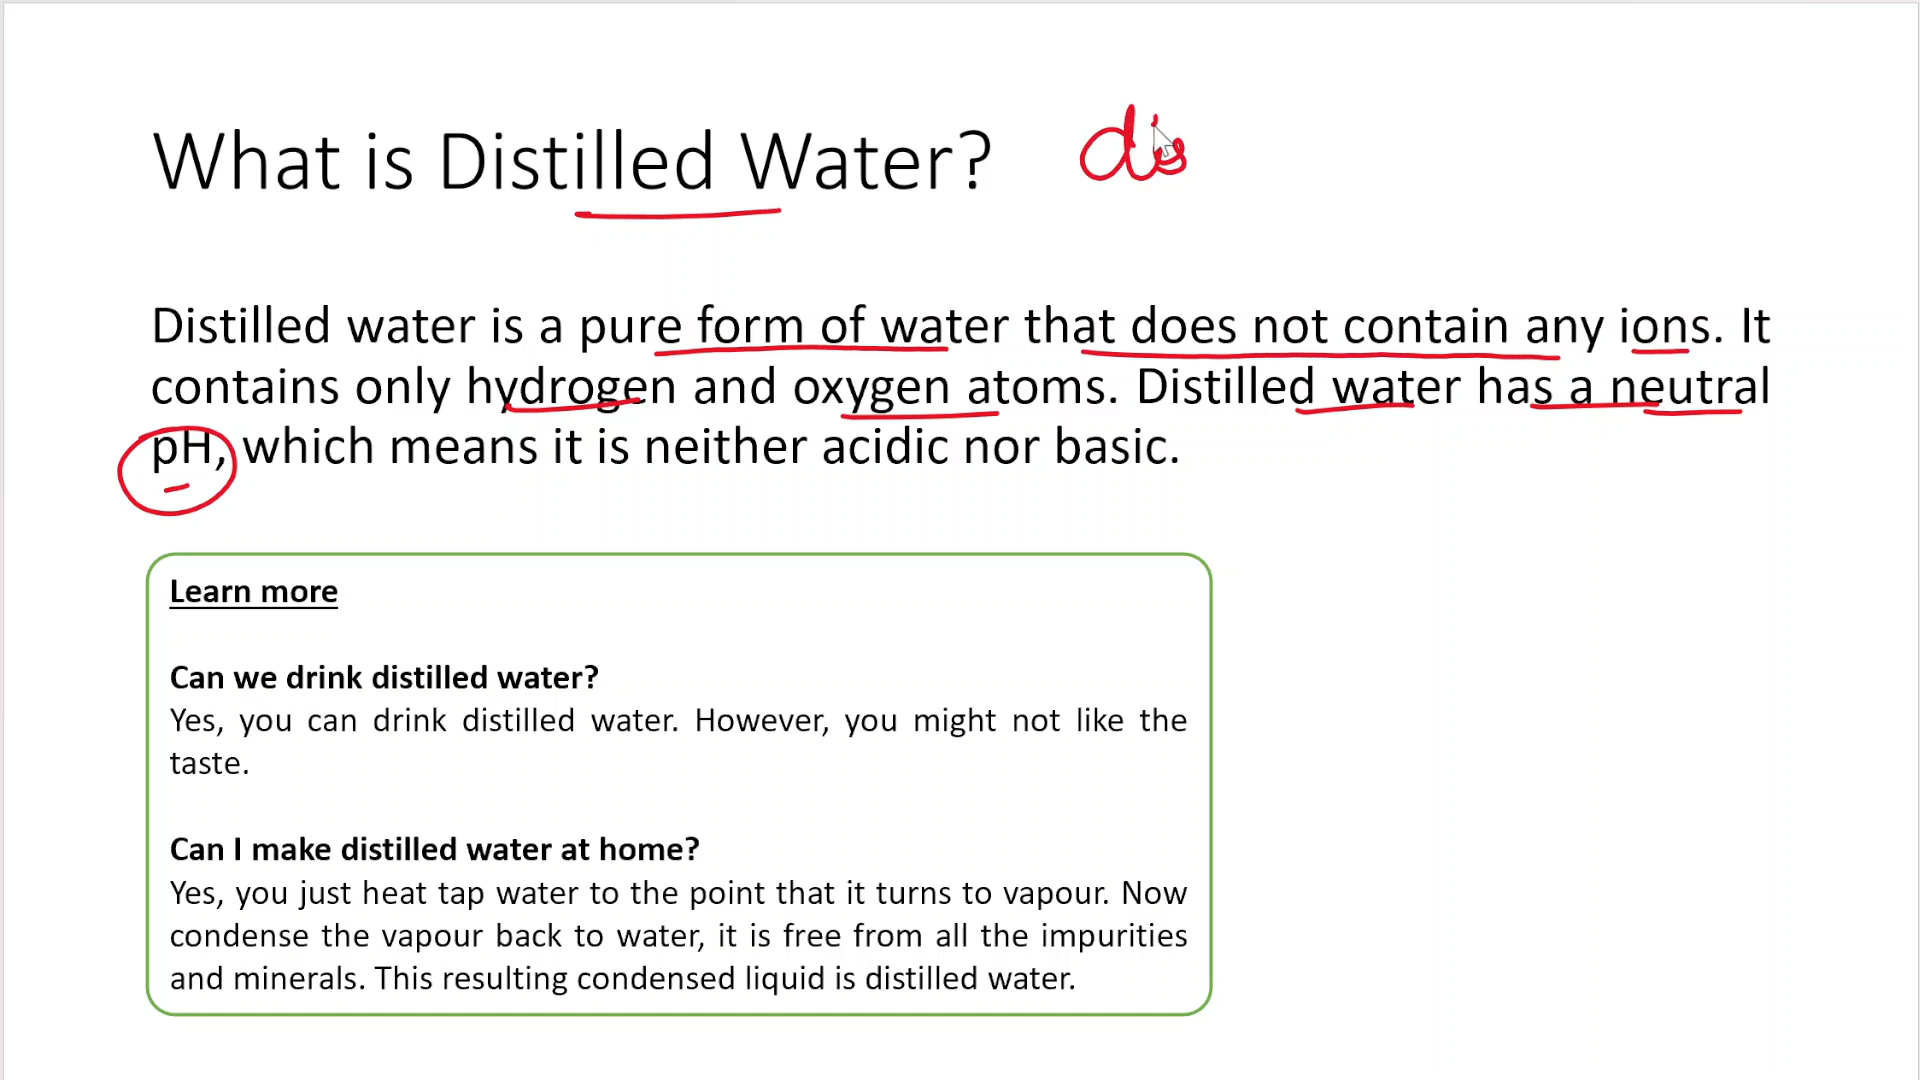 What is Distilled Water? dis
Distilled water is a pure form of water that does not contain any ions. It
contains only hydrogen and oxygen atoms. Distilled water has a neutral
pH, which means it is neither acidic nor basic.
Learn more
Can we drink distilled water?
Yes, you can drink distilled water. However, you might not like the
taste.
Can I make distilled water at home?
Yes, you just heat tap water to the point that it turns to vapour. Now
condense the vapour back to water, it is free from all the impurities
and minerals. This resulting condensed liquid is distilled water.